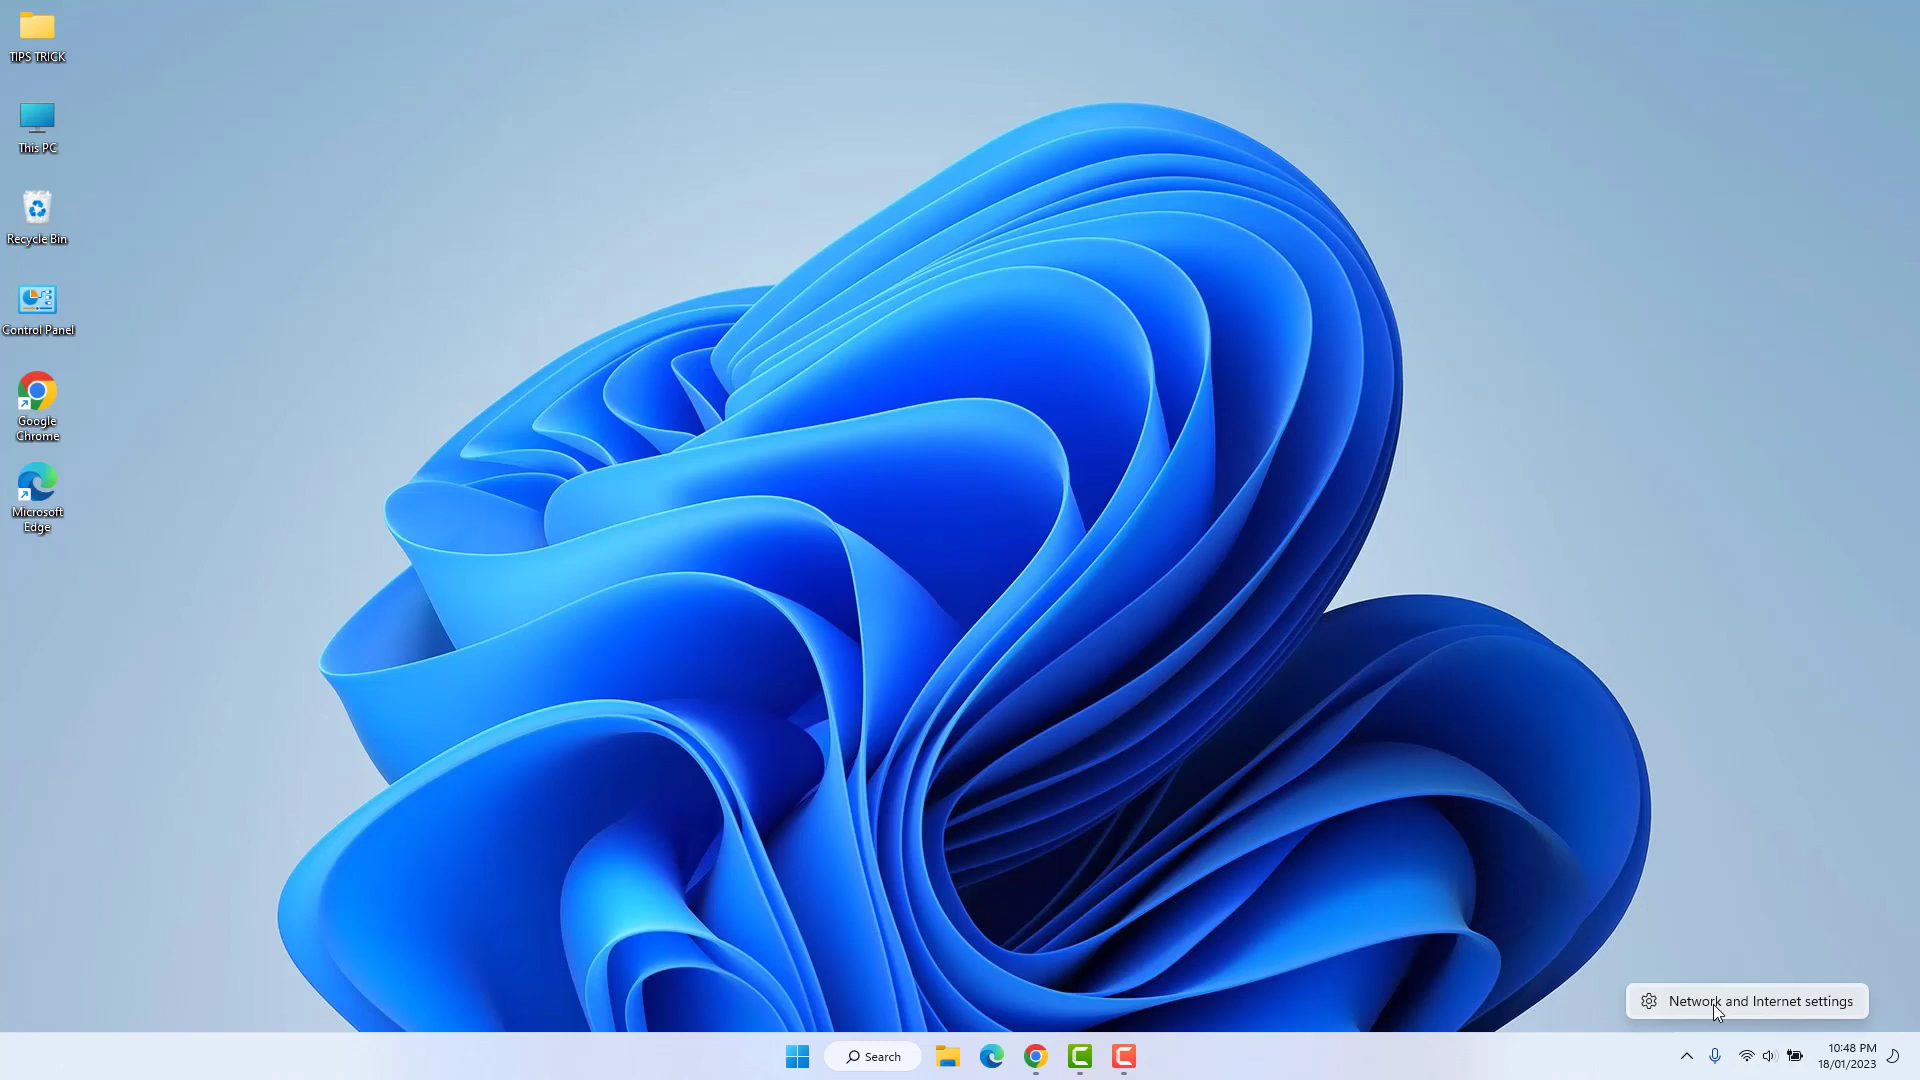 TIPS TRICK
This PC
Recycle Bin
Control Panel
Google
Chrome
Microsoft
Edge
Network and Internet settings
Search
10:48 PM
18/01/2023